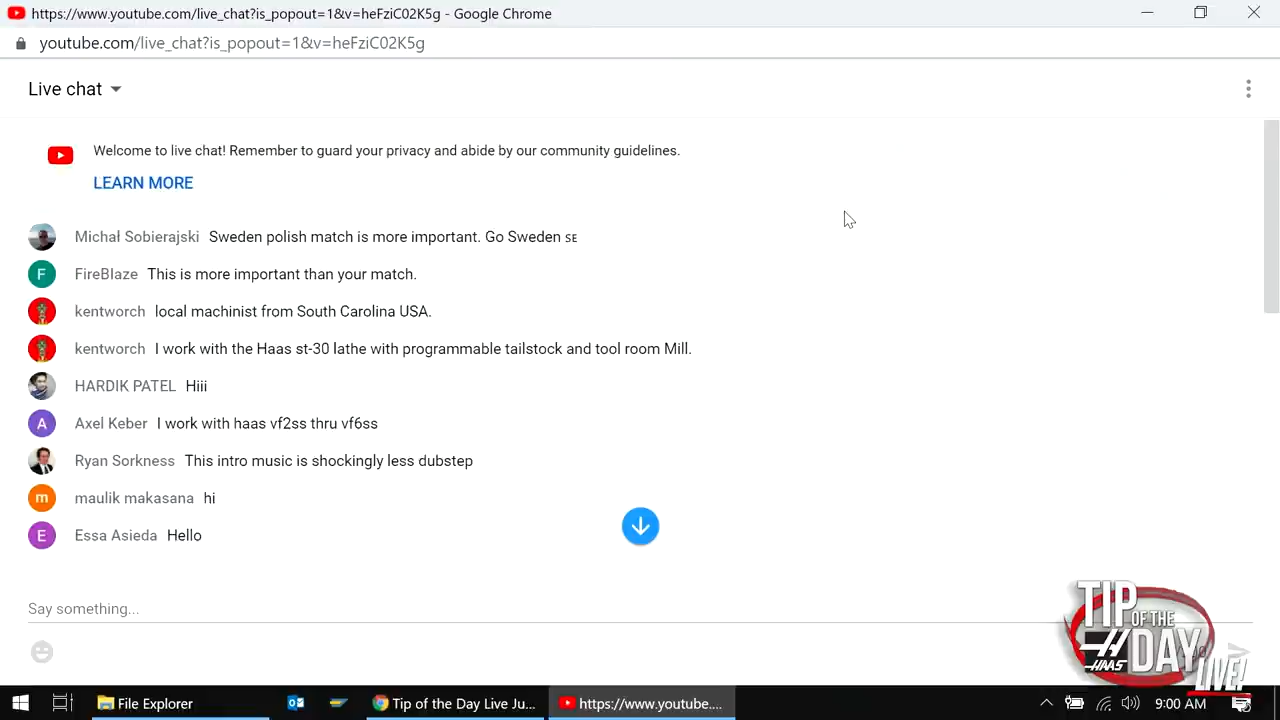 https://www.youtube.com/live_chat?is_popout=1&v=heFziC02K5g - Google Chrome
youtube.com/live_chat?is_popout=1&v=heFziC02K5g
Live chat
Welcome to live chat! Remember to guard your privacy and abide by our community guidelines.
LEARN MORE
Michał Sobierajski Sweden polish match is more important. Go Sweden SE
F FireBlaze This is more important than your match.
kentworch local machinist from South Carolina USA.
kentworch I work with the Haas st-30 lathe with programmable tailstock and tool room Mill.
HARDIK PATEL Hiii
A Axel Keber I work with haas vf2ss thru vf6ss
Ryan Sorkness This intro music is shockingly less dubstep
m maulik makasana hi
E Essa Asieda Hello
Say something...
TIP
OF THE
DAY
HAAS
LIVE!
File Explorer
Tip of the Day Live Ju...
https://www.youtube....
9:00 AM